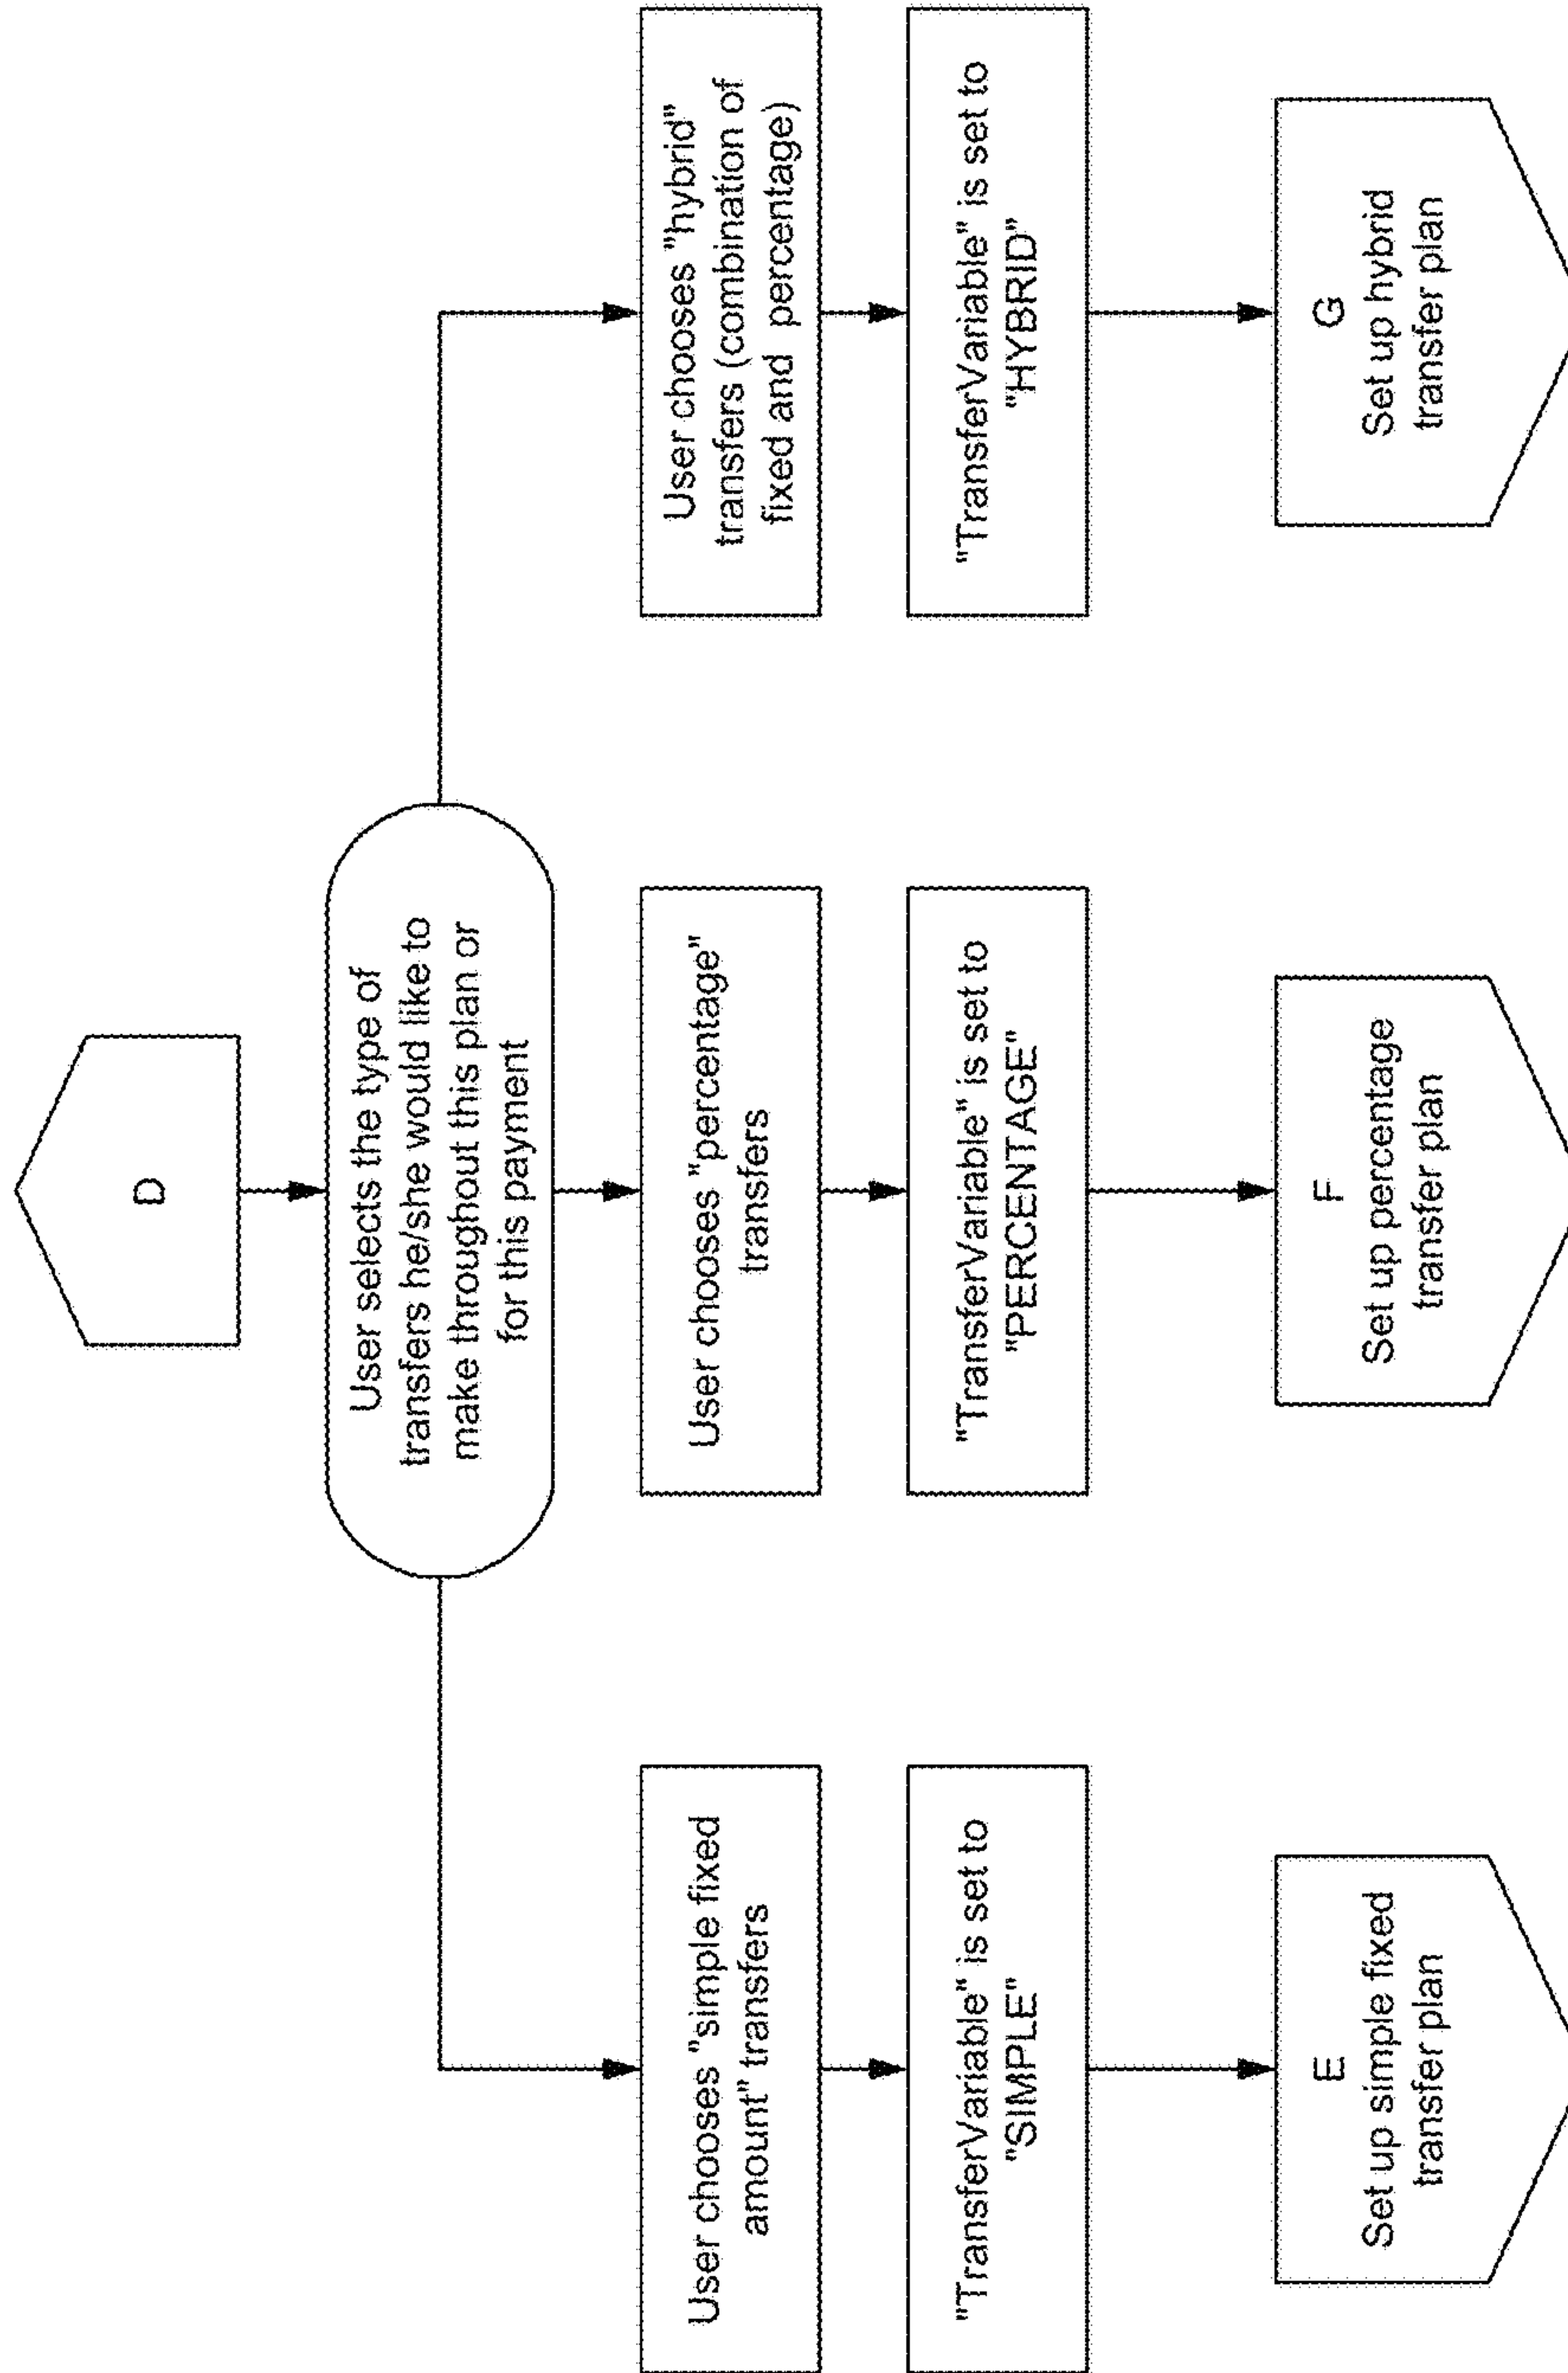 D
User selects the type of
transfers he/she would like to
make throughout this plan or
for this payment
User chooses "simple fixed
amount" transfers
User chooses "percentage"
transfers
User chooses "hybrid"
transfers (combination of
fixed and percentage)
"TransferVariable" is set to
"SIMPLE"
"TransferVariable" is set to
"PERCENTAGE"
"TransferVariable" is set to
"HYBRID"
E
Set up simple fixed
transfer plan
F
Set up percentage
transfer plan
G
Set up hybrid
transfer plan